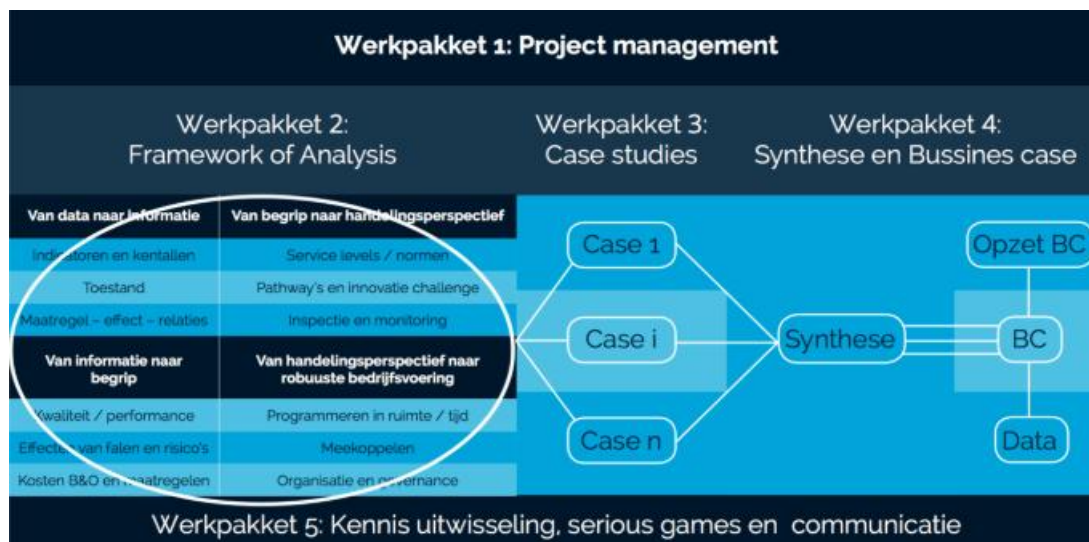 Werkpakket 1: Project management
Werkpakket 2:
Framework of Analysis
Werkpakket 3:
Case studies
Werkpakket 4:
Synthese en Bussines case
Van data naar informatie
Van begrip naar handelingsperspectief
Indicatoren en kentallen
Service levels / normen
Toestand
Pathway's en innovatie challenge
Maatregel – effect – relaties
Inspectie en monitoring
Van informatie naar
begrip
Van handelingsperspectief naar
robuuste bedrijfsvoering
Kwaliteit / performance
Programmeren in ruimte / tijd
Effecten van falen en risico's
Meekoppelen
Kosten B&O en maatregelen
Organisatie en governance
Case 1
Case i
Case n
Synthese
Opzet BC
BC
Data
Werkpakket 5: Kennis uitwisseling, serious games en communicatie